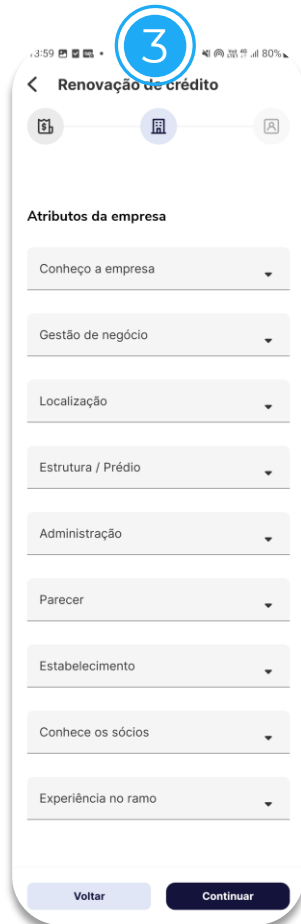 3
:3:59 80%
Renovação de crédito
Atributos da empresa
Conheço a empresa
Gestão de negócio
Localização
Estrutura / Prédio
Administração
Parecer
Estabelecimento
Conhece os sócios
Experiência no ramo
Voltar Continuar